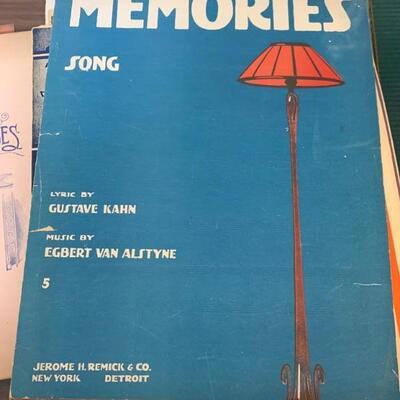 MEMORIES
SONG
LYRIC BY
GUSTAVE KAHN
MUSIC BY
EGBERT VAN ALSTYNE
5
JEROME H. REMICK & CO.
NEW YORK DETROIT